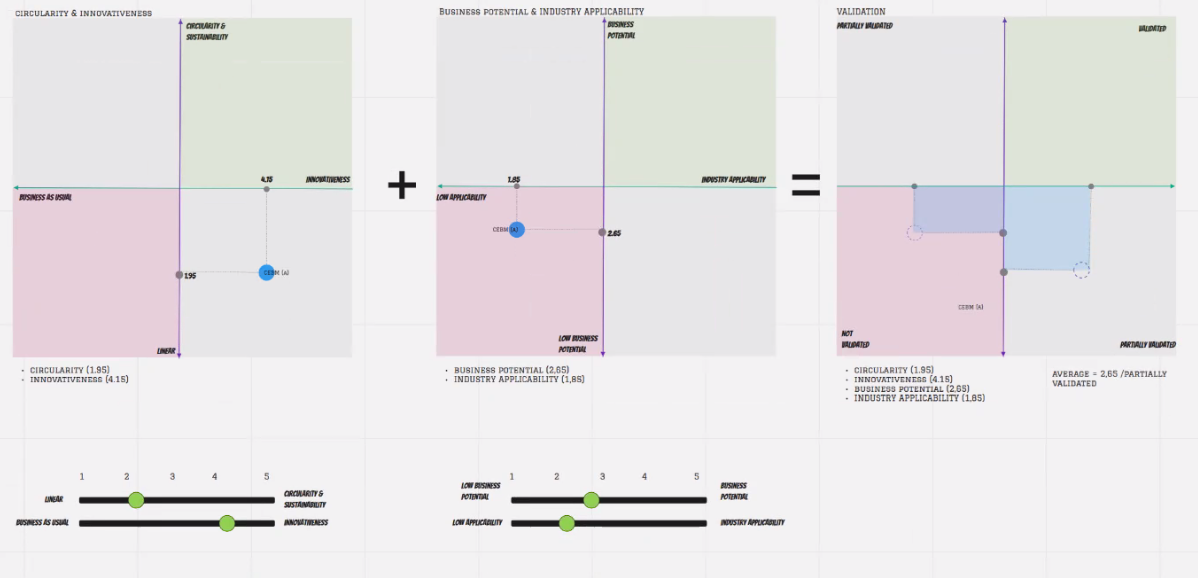 CIRCULARITY & INNOVATIVENESS
CIRCULARITY &
SUSTAINABILITY
4.15
INNOVATIVENESS
BUSINESS AS USUAL
1.95
CEBM (A)
LINEAR
• CIRCULARITY (1.95)
• INNOVATIVENESS (4.15)
+
BUSINESS POTENTIAL & INDUSTRY APPLICABILITY
BUSINESS
POTENTIAL
1.85
INDUSTRY APPLICABILITY
LOW APPLICABILITY
CEBM (A)
2.65
LOW BUSINESS
POTENTIAL
• BUSINESS POTENTIAL (2,65)
• INDUSTRY APPLICABILITY (1,85)
=
VALIDATION
PARTIALLY VALIDATED
VALIDATED
CEBM (A)
NOT
VALIDATED
PARTIALLY VALIDATED
• CIRCULARITY (1.95)
• INNOVATIVENESS (4.15)
• BUSINESS POTENTIAL (2,65)
• INDUSTRY APPLICABILITY (1,85)
AVERAGE = 2,65 /PARTIALLY
VALIDATED
1 2 3 4 5
LINEAR
CIRCULARITY &
SUSTAINABILITY
BUSINESS AS USUAL
INNOVATIVENESS
1 2 3 4 5
LOW BUSINESS
POTENTIAL
BUSINESS
POTENTIAL
LOW APPLICABILITY
INDUSTRY APPLICABILITY